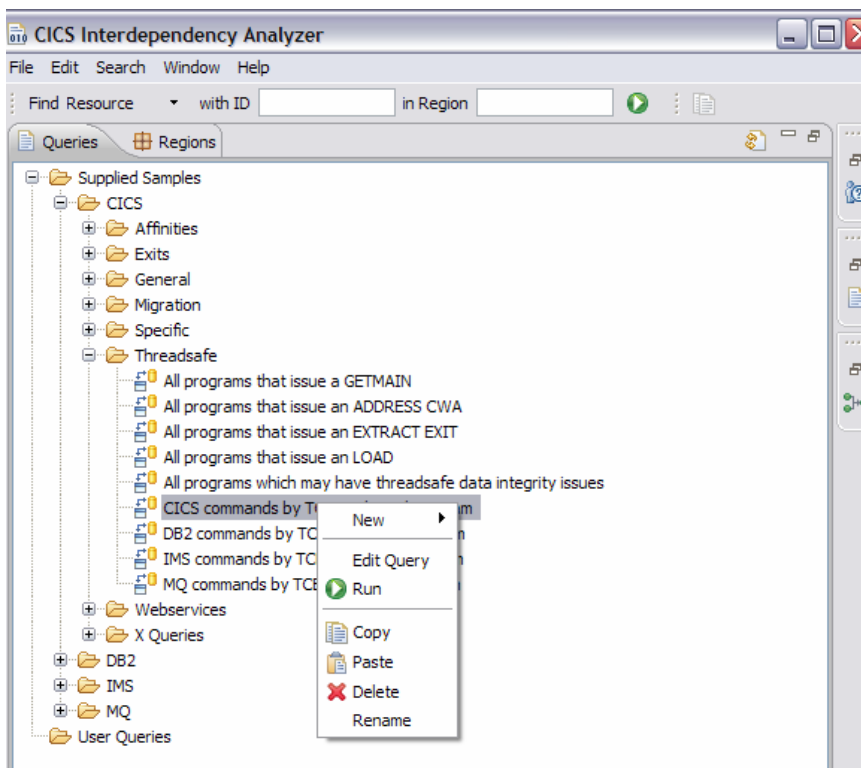 CICS Interdependency Analyzer
File Edit Search Window Help
Find Resource with ID in Region
Queries Regions
Supplied Samples
CICS
Affinities
Exits
General
Migration
Specific
Threadsafe
All programs that issue a GETMAIN
All programs that issue an ADDRESS CWA
All programs that issue an EXTRACT EXIT
All programs that issue an LOAD
All programs which may have threadsafe data integrity issues
CICS commands by
DB2 commands by
IMS commands by
MQ commands by
Webservices
X Queries
DB2
IMS
MQ
User Queries
New
Edit Query
Run
Copy
Paste
Delete
Rename